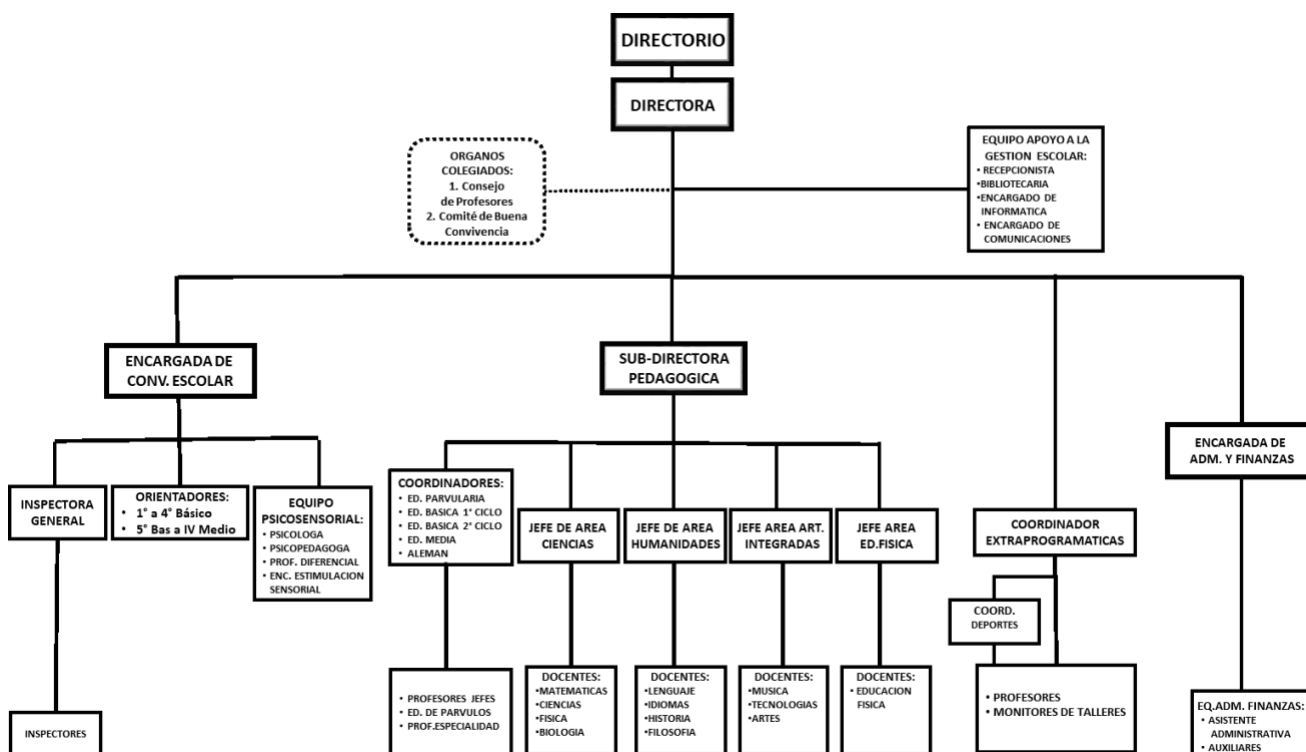 DIRECTORIO
DIRECTORA
ORGANOS
COLEGIADOS:
1. Consejo
de Profesores
2. Comité de Buena
Convivencia
EQUIPO APOYO A LA
GESTION ESCOLAR:
• RECEPCIONISTA
•BIBLIOTECARIA
•ENCARGADO DE
INFORMATICA
• ENCARGADO DE
COMUNICACIONES
ENCARGADA DE
CONV. ESCOLAR
SUB-DIRECTORA
PEDAGOGICA
ENCARGADA DE
ADM. Y FINANZAS
INSPECTORA
GENERAL
ORIENTADORES:
• 1° a 4° Básico
• 5° Bas a IV Medio
EQUIPO
PSICOSENSORIAL:
• PSICOLOGA
• PSICOPEDAGOGA
• PROF. DIFERENCIAL
• ENC. ESTIMULACION
SENSORIAL
COORDINADORES:
• ED. PARVULARIA
• ED. BASICA 1° CICLO
• ED. BASICA 2° CICLO
• ED. MEDIA
• ALEMAN
JEFE DE AREA
CIENCIAS
JEFE DE AREA
HUMANIDADES
JEFE AREA ART.
INTEGRADAS
JEFE AREA
ED.FISICA
COORDINADOR
EXTRAPROGRAMATICAS
COORD.
DEPORTES
INSPECTORES
• PROFESORES JEFES
• ED. DE PARVULOS
• PROF.ESPECIALIDAD
DOCENTES:
•MATEMATICAS
•CIENCIAS
•FISICA
•BIOLOGIA
DOCENTES:
•LENGUAJE
•IDIOMAS
•HISTORIA
•FILOSOFIA
DOCENTES:
•MUSICA
•TECNOLOGIAS
•ARTES
DOCENTES:
• EDUCACION
FISICA
• PROFESORES
• MONITORES DE TALLERES
EQ.ADM. FINANZAS:
• ASISTENTE
ADMINISTRATIVA
• AUXILIARES